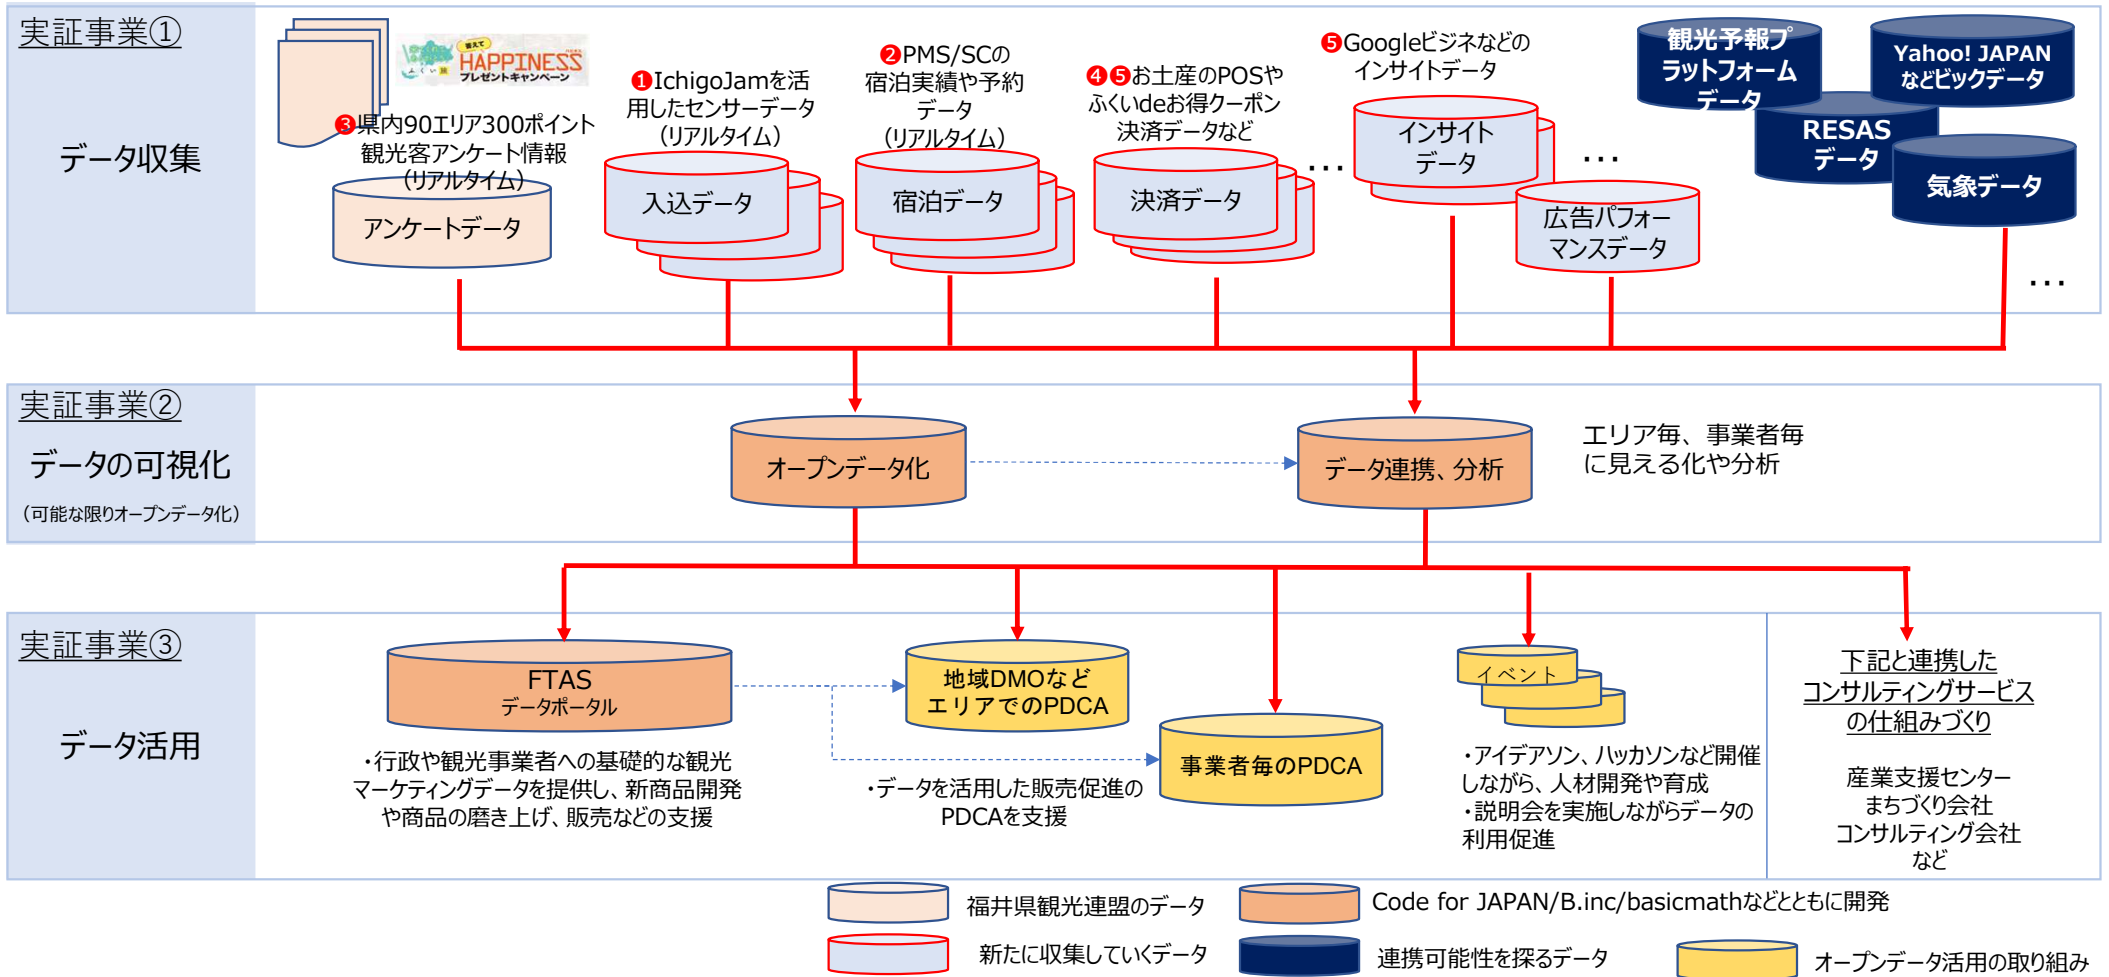 実証事業①
データ収集
答えて
ふくい旅
HAPPINESS
プレゼントキャンペーン
❸県内90エリア300ポイント
観光客アンケート情報
(リアルタイム)
アンケートデータ
❶IchigoJamを活
用したセンサーデータ
(リアルタイム)
入込データ
❷PMS/SCの
宿泊実績や予約
データ
(リアルタイム)
宿泊データ
❹❺お土産のPOSや
ふくいdeお得クーポン
決済データなど
決済データ
…
❺Googleビジネなどの
インサイトデータ
インサイト
データ
…
広告パフォー
マンスデータ
観光予報プ
ラットフォーム
データ
Yahoo! JAPAN
などビックデータ
RESAS
データ
気象データ
…
実証事業②
データの可視化
(可能な限りオープンデータ化)
オープンデータ化
データ連携、分析
エリア毎、事業者毎
に見える化や分析
実証事業③
データ活用
FTAS
データポータル
・行政や観光事業者への基礎的な観光
マーケティングデータを提供し、新商品開発
や商品の磨き上げ、販売などの支援
地域DMOなど
エリアでのPDCA
・データを活用した販売促進の
PDCAを支援
事業者毎のPDCA
イベント
・アイデアソン、ハッカソンなど開催
しながら、人材開発や育成
・説明会を実施しながらデータの
利用促進
下記と連携した
コンサルティングサービス
の仕組みづくり
産業支援センター
まちづくり会社
コンサルティング会社
など
福井県観光連盟のデータ
Code for JAPAN/B.inc/basicmathなどとともに開発
新たに収集していくデータ
連携可能性を探るデータ
オープンデータ活用の取り組み